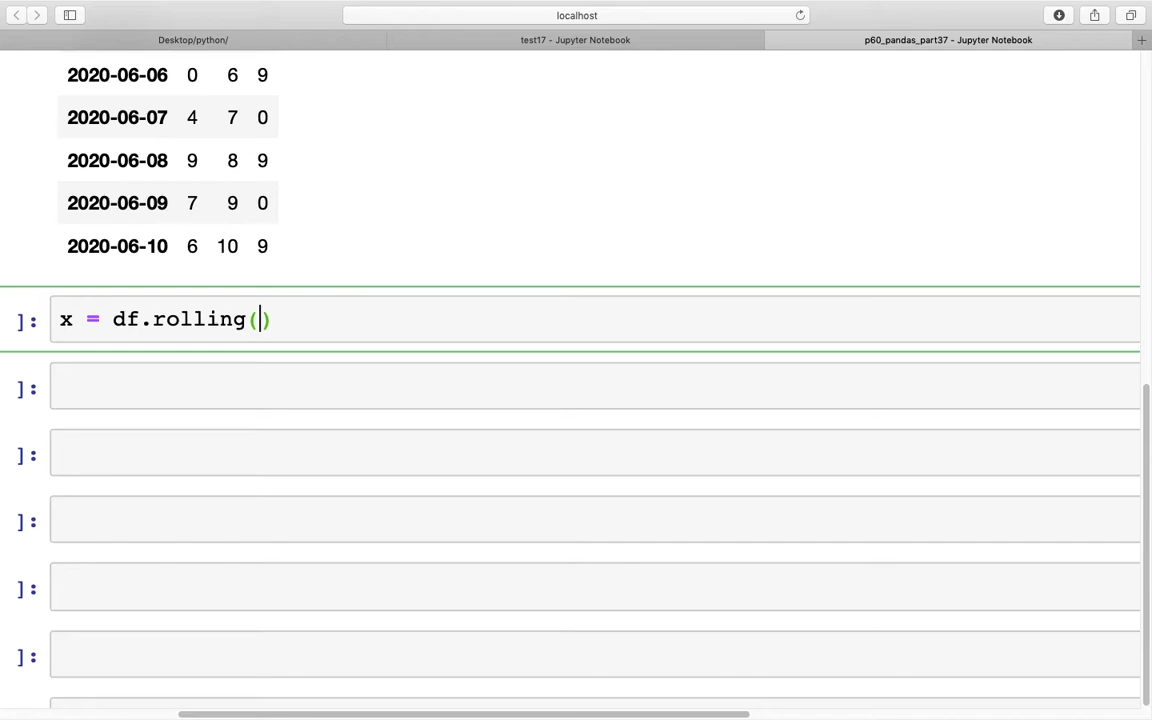 localhost
Desktop/python/
test17 - Jupyter Notebook
p60_pandas_part37 - Jupyter Notebook
+
2020-06-06 0 6 9
2020-06-07 4 7 0
2020-06-08 9 8 9
2020-06-09 7 9 0
2020-06-10 6 10 9
]: x = df.rolling()
]:
]:
]:
]:
]: